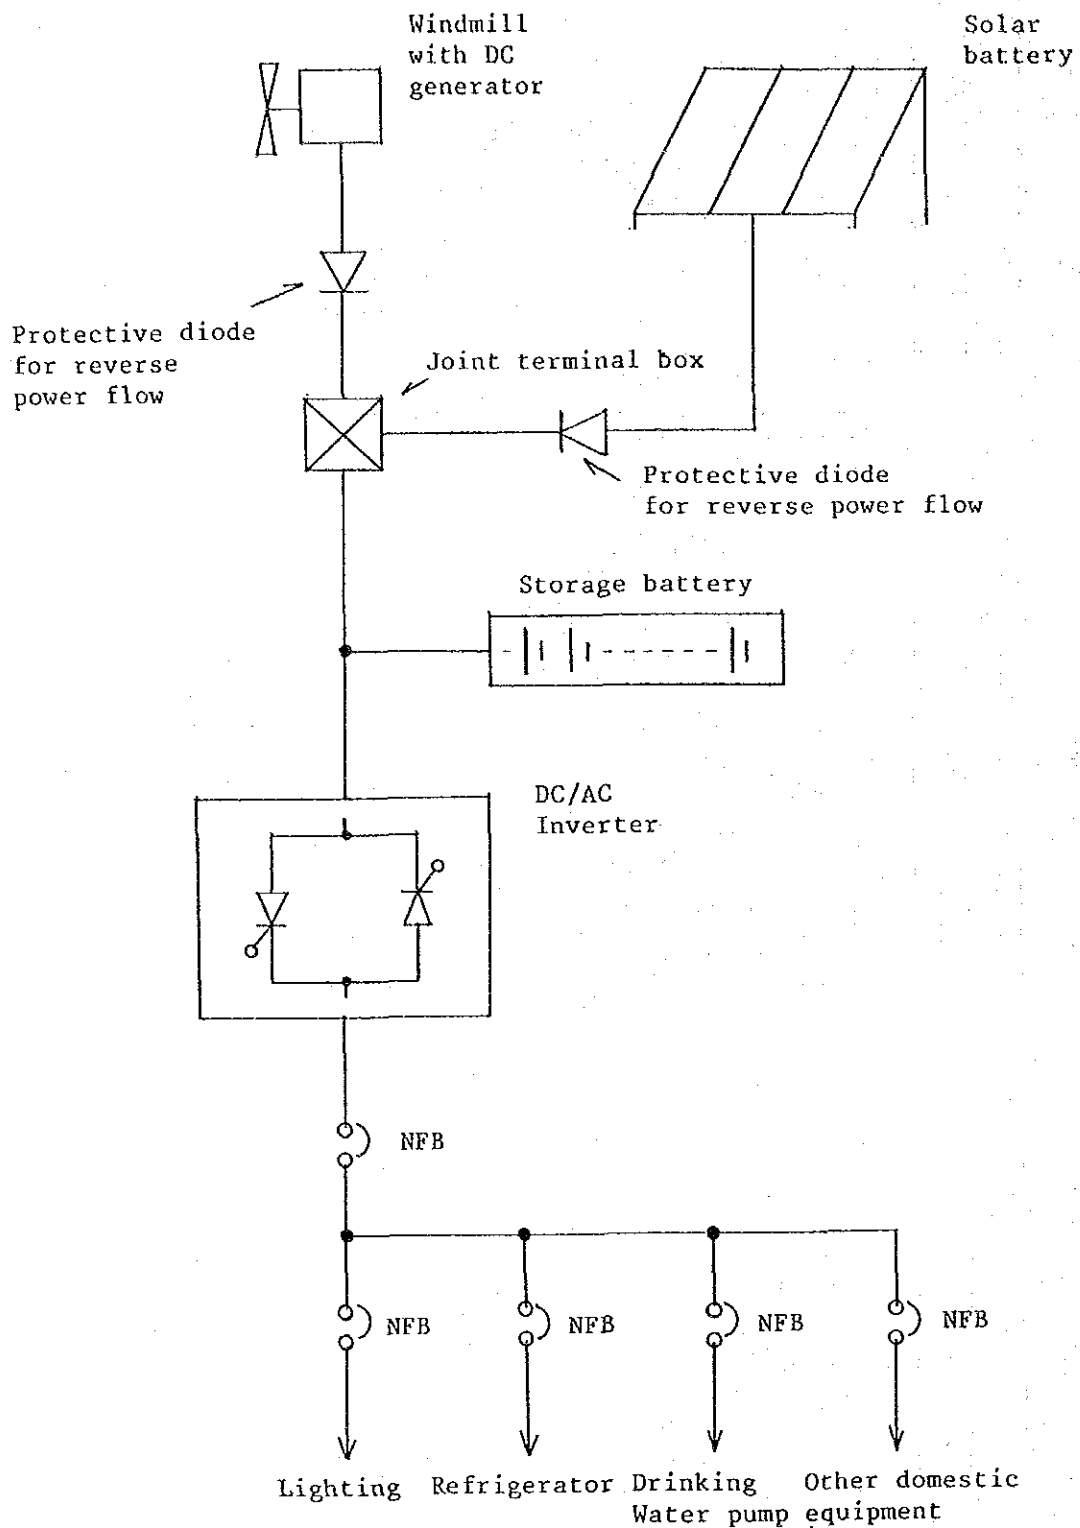 Windmill
with DC
generator
Solar
battery
Protective diode
for reverse
power flow
Joint terminal box
Protective diode
for reverse power flow
Storage battery
DC/AC
Inverter
NFB
NFB
NFB
NFB
NFB
Lighting
Refrigerator
Drinking
Water pump
Other domestic
equipment